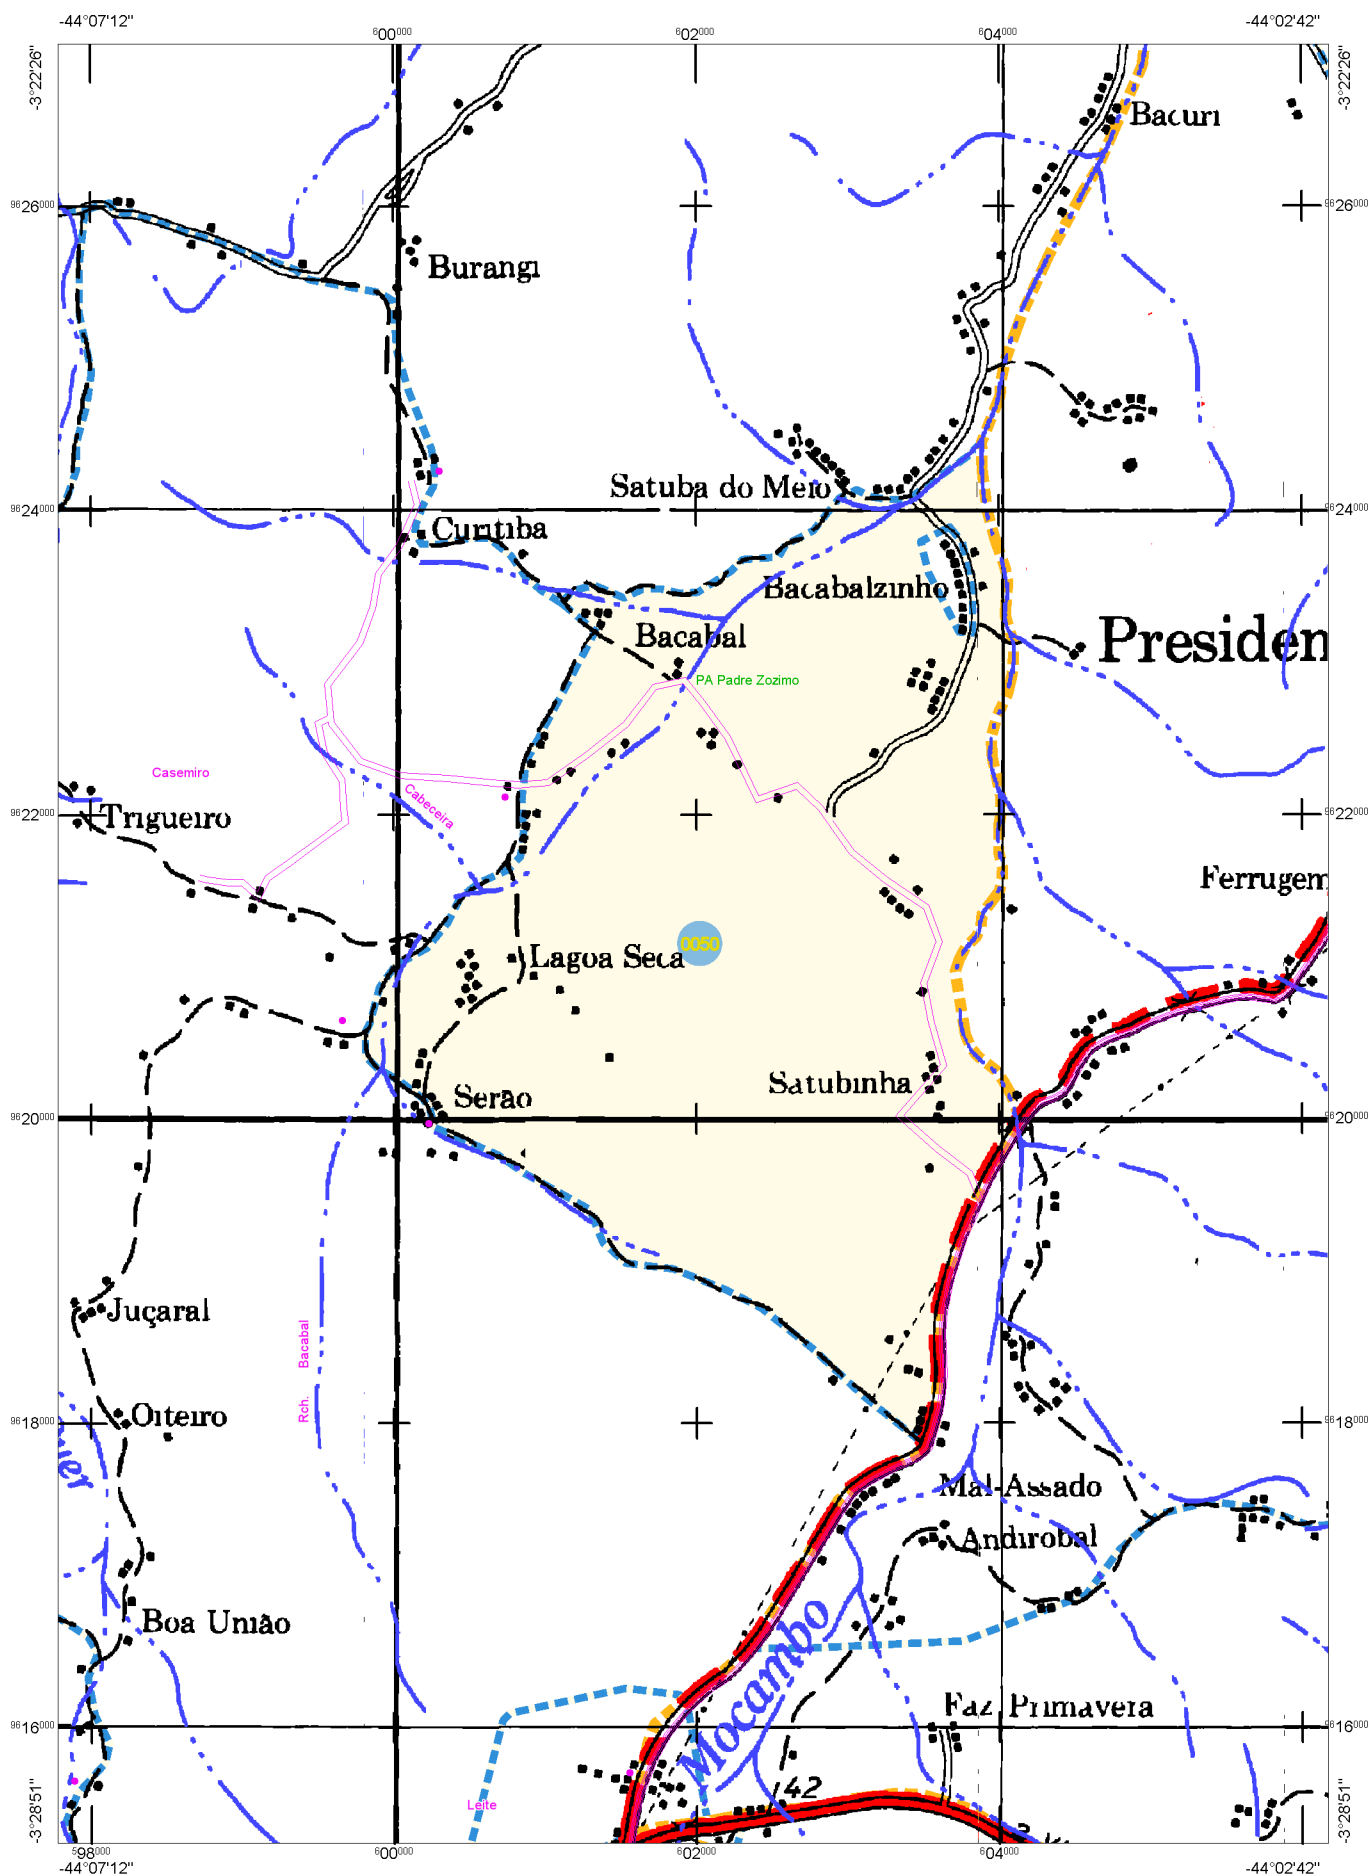 -44°07'12"
-44°02'42"
600000
602000
604000
-3°22'26"
-3°22'26"
Bacuri
9626000
9626000
Burangi
Satuba do Meio
9624000
9624000
Curitiba
Bacabalzinho
Bacabal
Presiden
PA Padre Zozimo
Casemiro
Cabeceira
9622000
9622000
Trigueiro
Ferrugem
0050
Lagoa Seca
Satubinha
Serão
9620000
9620000
Juçaral
Rch. Bacabal
Oiteiro
9618000
9618000
Mal-Assado
Andirobal
Boa União
Mocambo
Faz. Primavera
9616000
9616000
42
Leite
-3°28'51"
-3°28'51"
598000
600000
602000
604000
-44°07'12"
-44°02'42"